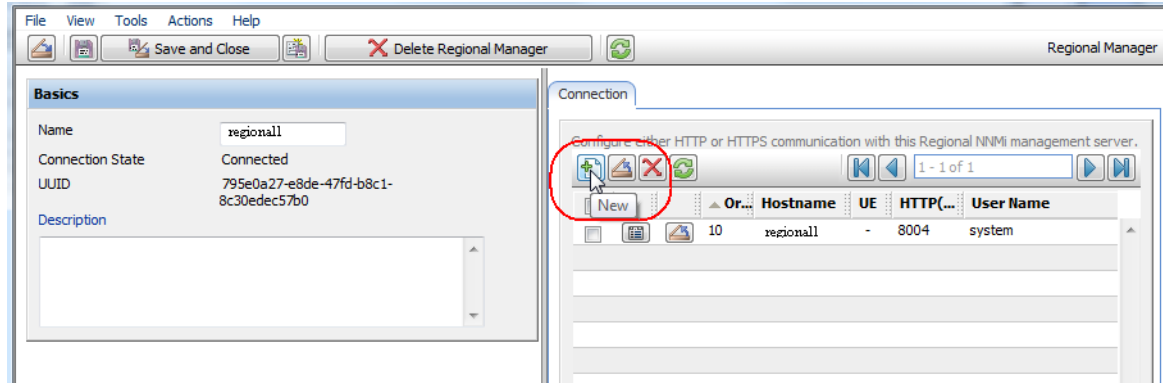 File View Tools Actions Help
Save and Close Delete Regional Manager Regional Manager
Basics
Name regional1
Connection State Connected
UUID 795e0a27-e8de-47fd-b8c1-
8c30edec57b0
Description
Connection
Configure either HTTP or HTTPS communication with this Regional NNMi management server.
1 - 1 of 1
New
Or... Hostname UE HTTP(... User Name
10 regional1 - 8004 system